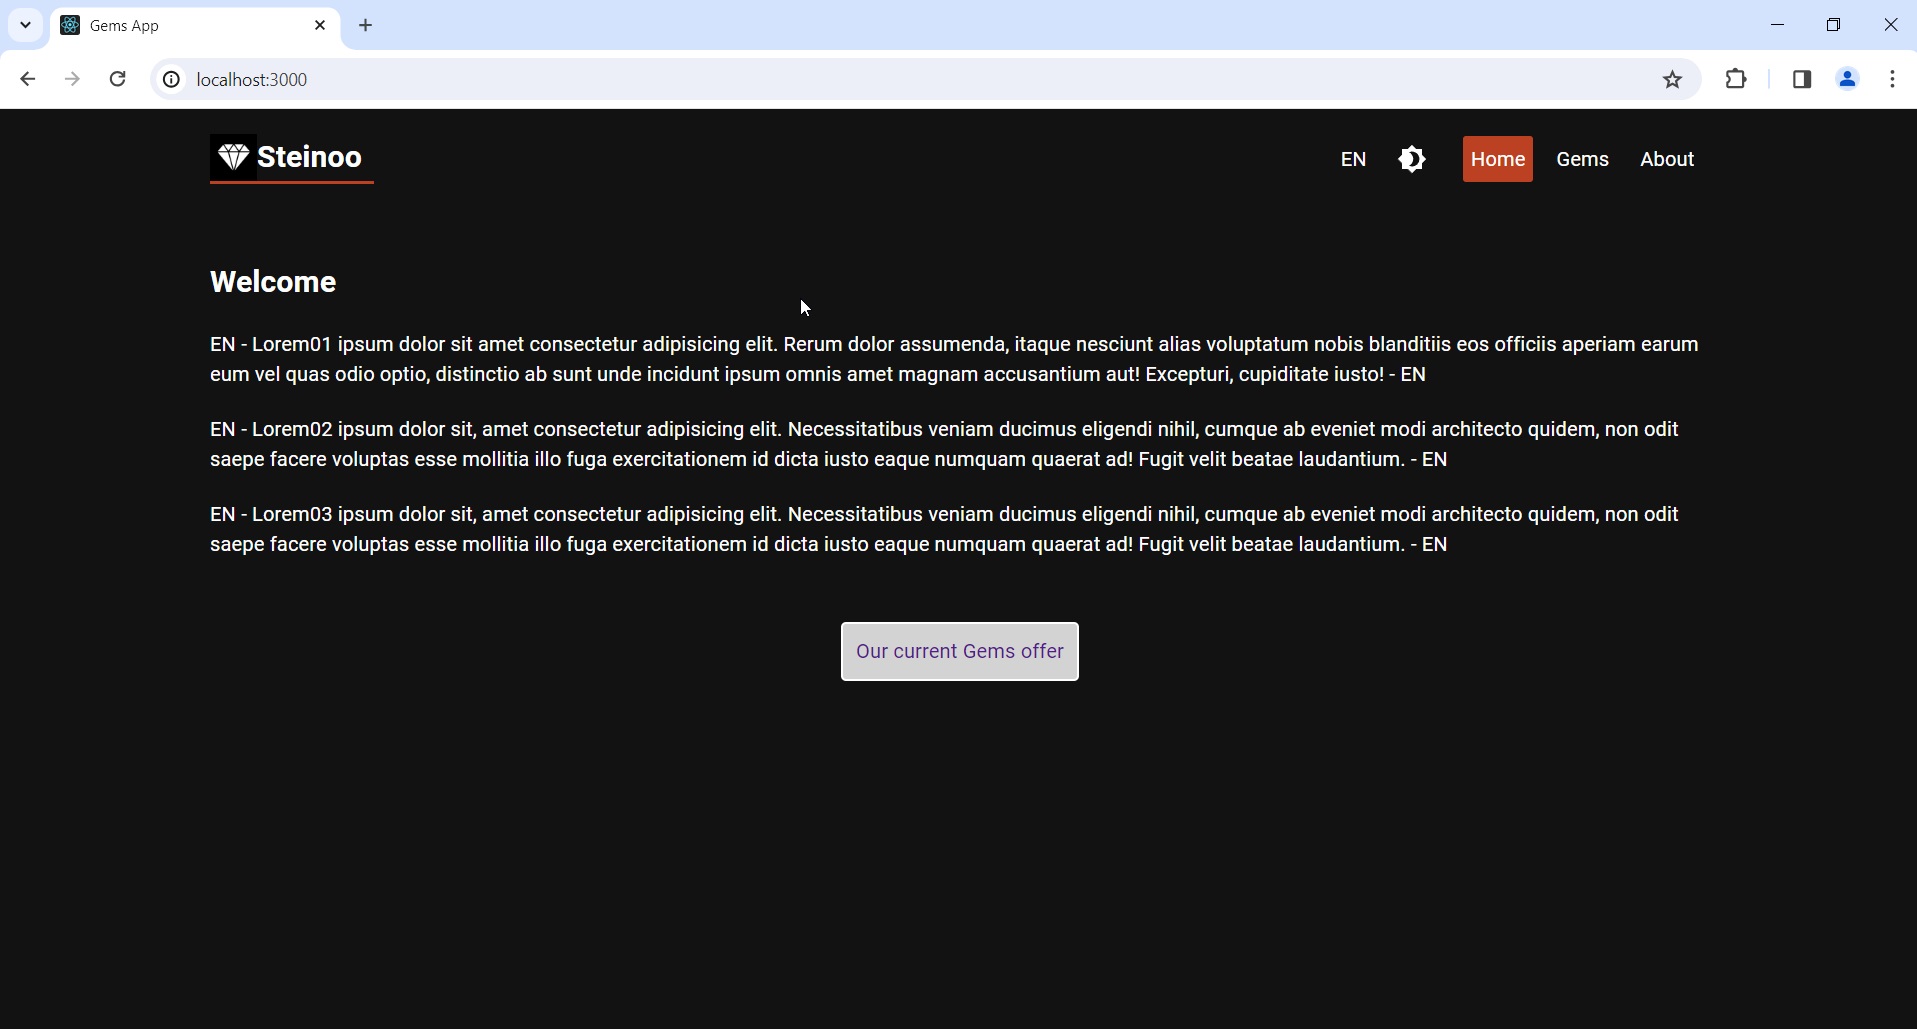 Gems App
localhost:3000
Steinoo
EN
Home
Gems
About
Welcome
EN - Lorem01 ipsum dolor sit amet consectetur adipisicing elit. Rerum dolor assumenda, itaque nesciunt alias voluptatum nobis blanditiis eos officiis aperiam earum
eum vel quas odio optio, distinctio ab sunt unde incidunt ipsum omnis amet magnam accusantium aut! Excepturi, cupiditate iusto! - EN
EN - Lorem02 ipsum dolor sit, amet consectetur adipisicing elit. Necessitatibus veniam ducimus eligendi nihil, cumque ab eveniet modi architecto quidem, non odit
saepe facere voluptas esse mollitia illo fuga exercitationem id dicta iusto eaque numquam quaerat ad! Fugit velit beatae laudantium. - EN
EN - Lorem03 ipsum dolor sit, amet consectetur adipisicing elit. Necessitatibus veniam ducimus eligendi nihil, cumque ab eveniet modi architecto quidem, non odit
saepe facere voluptas esse mollitia illo fuga exercitationem id dicta iusto eaque numquam quaerat ad! Fugit velit beatae laudantium. - EN
Our current Gems offer